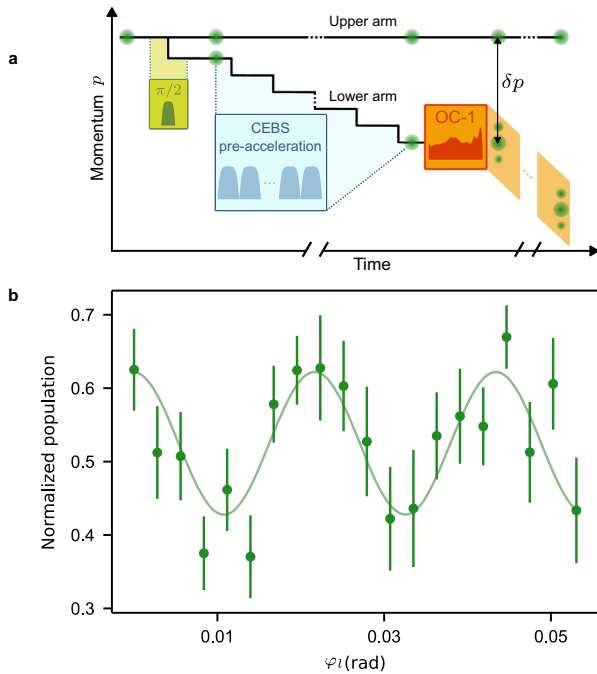 a
Upper arm
Momentum p
π/2
Lower arm
δp
CEBS
pre-acceleration
...
OC-1
Time
b
Normalized population
0.7
0.6
0.5
0.4
0.3
0.01
0.03
0.05
φl(rad)